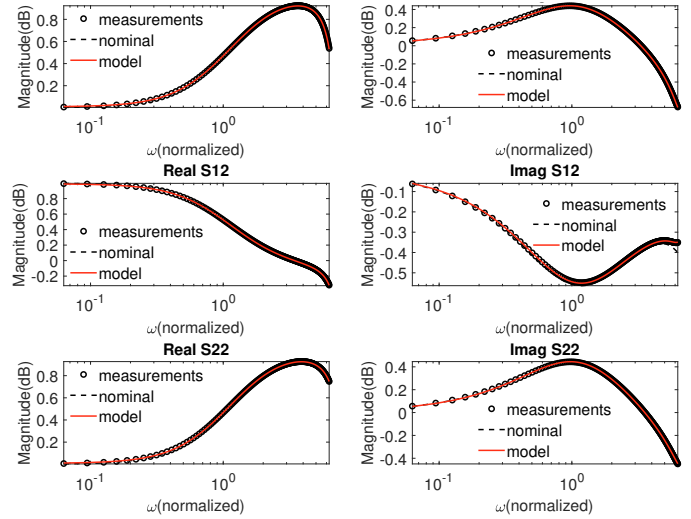 0.8
0.6
0.4
0.2
Magnitude(dB)
measurements
nominal
model
10^-1
10^0
ω(normalized)
0.4
0.2
0
-0.2
-0.4
-0.6
Magnitude(dB)
measurements
nominal
model
10^-1
10^0
ω(normalized)
Real S12
0.8
0.6
0.4
0.2
0
-0.2
Magnitude(dB)
measurements
nominal
model
10^-1
10^0
ω(normalized)
Imag S12
-0.1
-0.2
-0.3
-0.4
-0.5
Magnitude(dB)
measurements
nominal
model
10^-1
10^0
ω(normalized)
Real S22
0.8
0.6
0.4
0.2
Magnitude(dB)
measurements
nominal
model
10^-1
10^0
ω(normalized)
Imag S22
0.4
0.2
0
-0.2
-0.4
Magnitude(dB)
measurements
nominal
model
10^-1
10^0
ω(normalized)